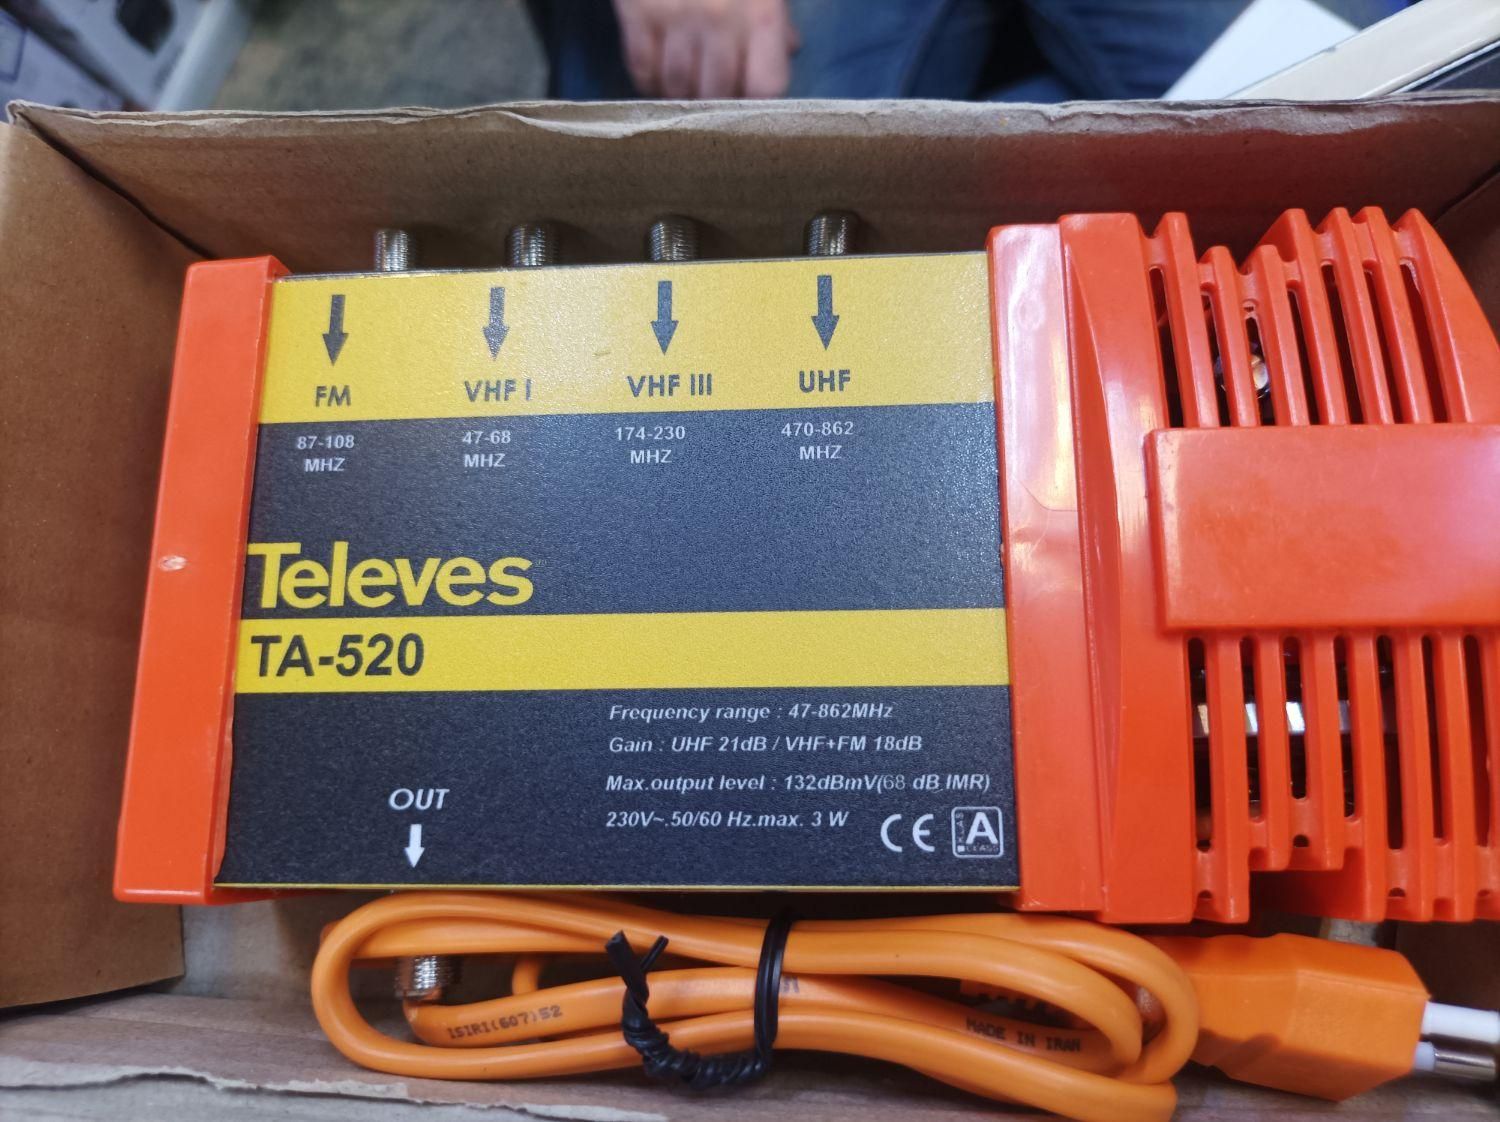 FM
VHF I
VHF III
UHF
87-108
MHZ
47-68
MHZ
174-230
MHZ
470-862
MHZ
Televes
TA-520
Frequency range : 47-862MHz
Gain : UHF 21dB / VHF+FM 18dB
Max.output level : 132dBmV(68 dB IMR)
230V~.50/60 Hz.max. 3 W
CE
A
CLASS
OUT
ISIRI(607)52
MADE IN IRAN